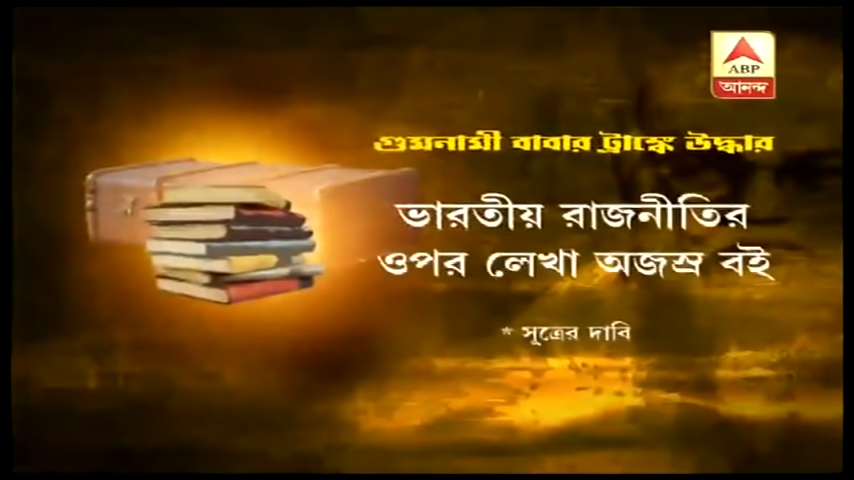 ABP
আনন্দ
গুমনামী বাবার ট্রাঙ্কে উদ্ধার
ভারতীয় রাজনীতির
ওপর লেখা অজস্র বই
* সূত্রের দাবি